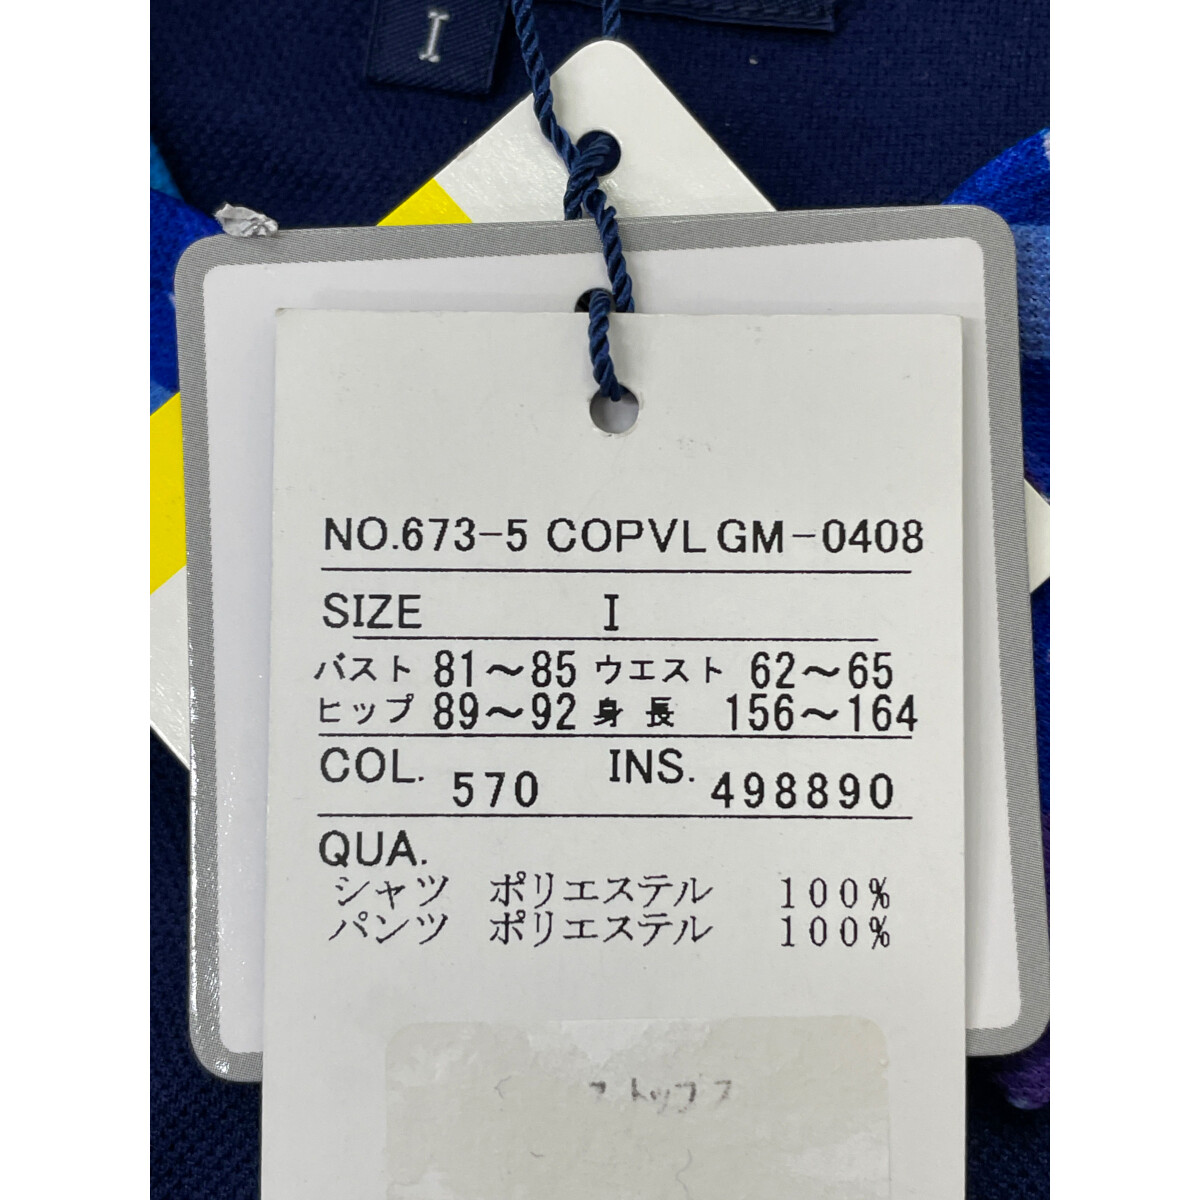 I
NO.673-5 COPVL GM-0408
SIZE I
バスト 81～85 ウエスト 62～65
ヒップ 89～92 身長 156～164
COL. 570 INS. 498890
QUA.
シャツ ポリエステル 100%
パンツ ポリエステル 100%